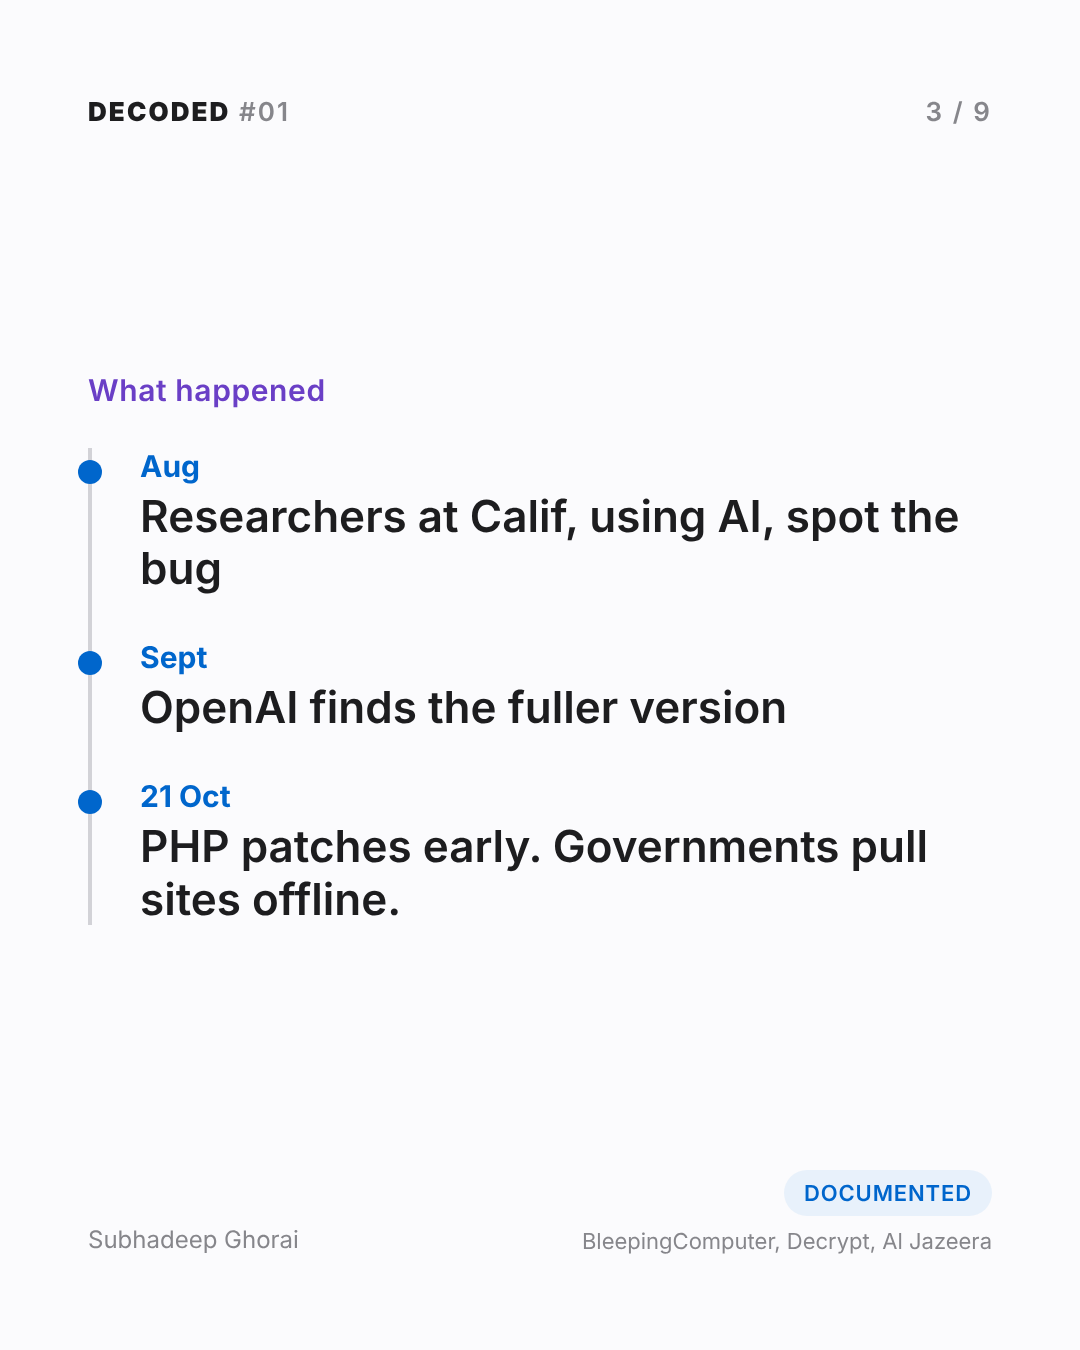 DECODED #01
3 / 9
What happened
Aug
Researchers at Calif, using AI, spot the
bug
Sept
OpenAI finds the fuller version
21 Oct
PHP patches early. Governments pull
sites offline.
DOCUMENTED
Subhadeep Ghorai
BleepingComputer, Decrypt, Al Jazeera